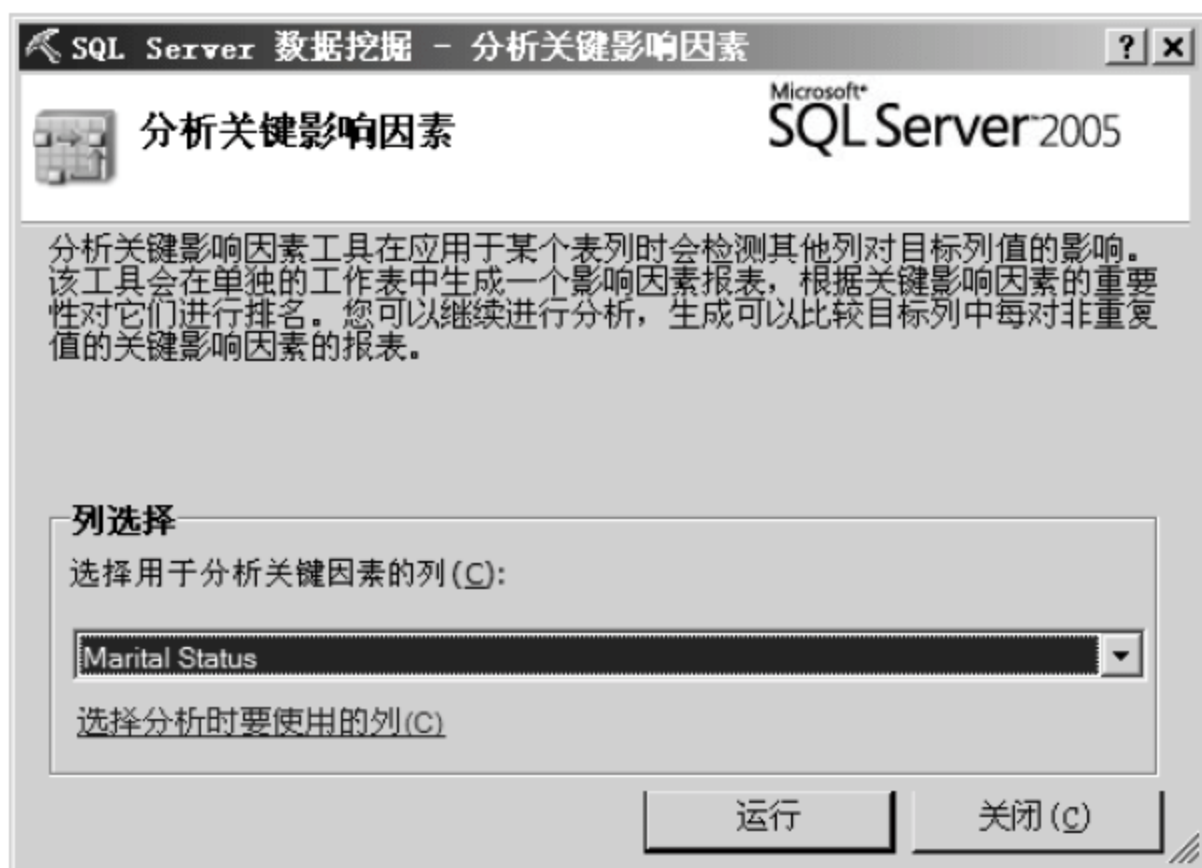 SQL Server 数据挖掘 - 分析关键影响因素
分析关键影响因素
Microsoft
SQL Server 2005
分析关键影响因素工具在应用于某个表列时会检测其他列对目标列值的影响。
该工具会在单独的工作表中生成一个影响因素报表，根据关键影响因素的重要
性对它们进行排名。您可以继续进行分析，生成可以比较目标列中每对非重复
值的关键影响因素的报表。
列选择
选择用于分析关键因素的列(C):
Marital Status
选择分析时要使用的列(C)
运行
关闭(C)